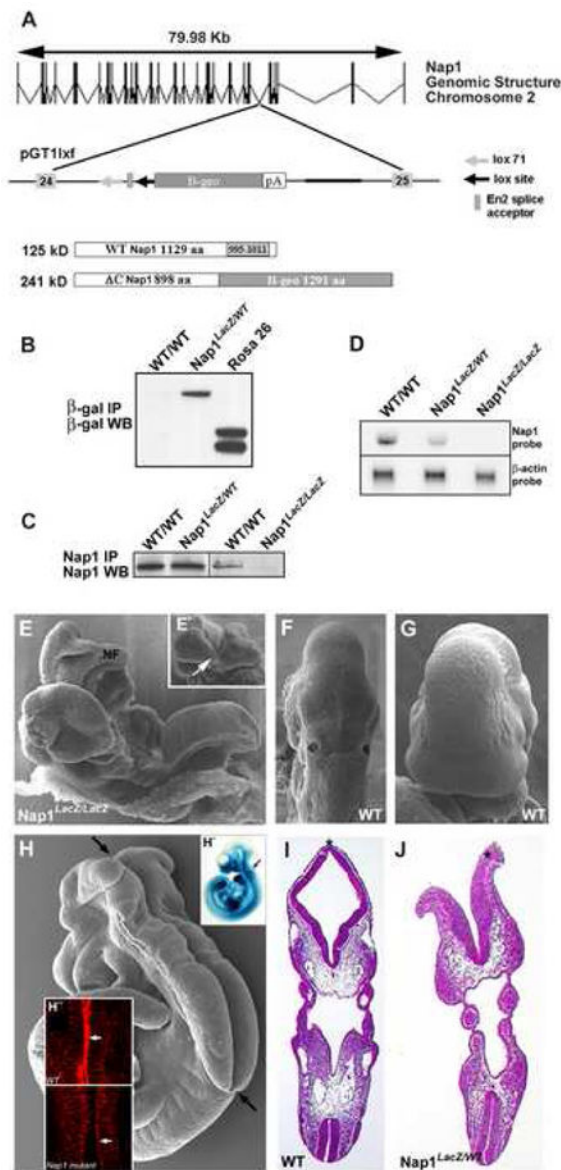 A
79.98 Kb
Nap1
Genomic Structure
Chromosome 2
pGT1lxf
24
B-geo
pA
25
lox 71
lox site
En2 splice
acceptor
125 kD
WT Nap1 1129 aa
995-1011
241 kD
ΔC Nap1 898 aa
B-geo 1291 aa
B
WT/WT
Nap1LacZ/WT
Rosa 26
β-gal IP
β-gal WB
D
WT/WT
Nap1LacZ/WT
Nap1LacZ/LacZ
Nap1
probe
β-actin
probe
C
WT/WT
Nap1LacZ/WT
WT/WT
Nap1LacZ/LacZ
Nap1 IP
Nap1 WB
E
NF
E'
Nap1LacZ/LacZ
F
WT
G
WT
H
H'
H''
WT
Nap1 mutant
I
*
WT
J
*
Nap1LacZ/WT